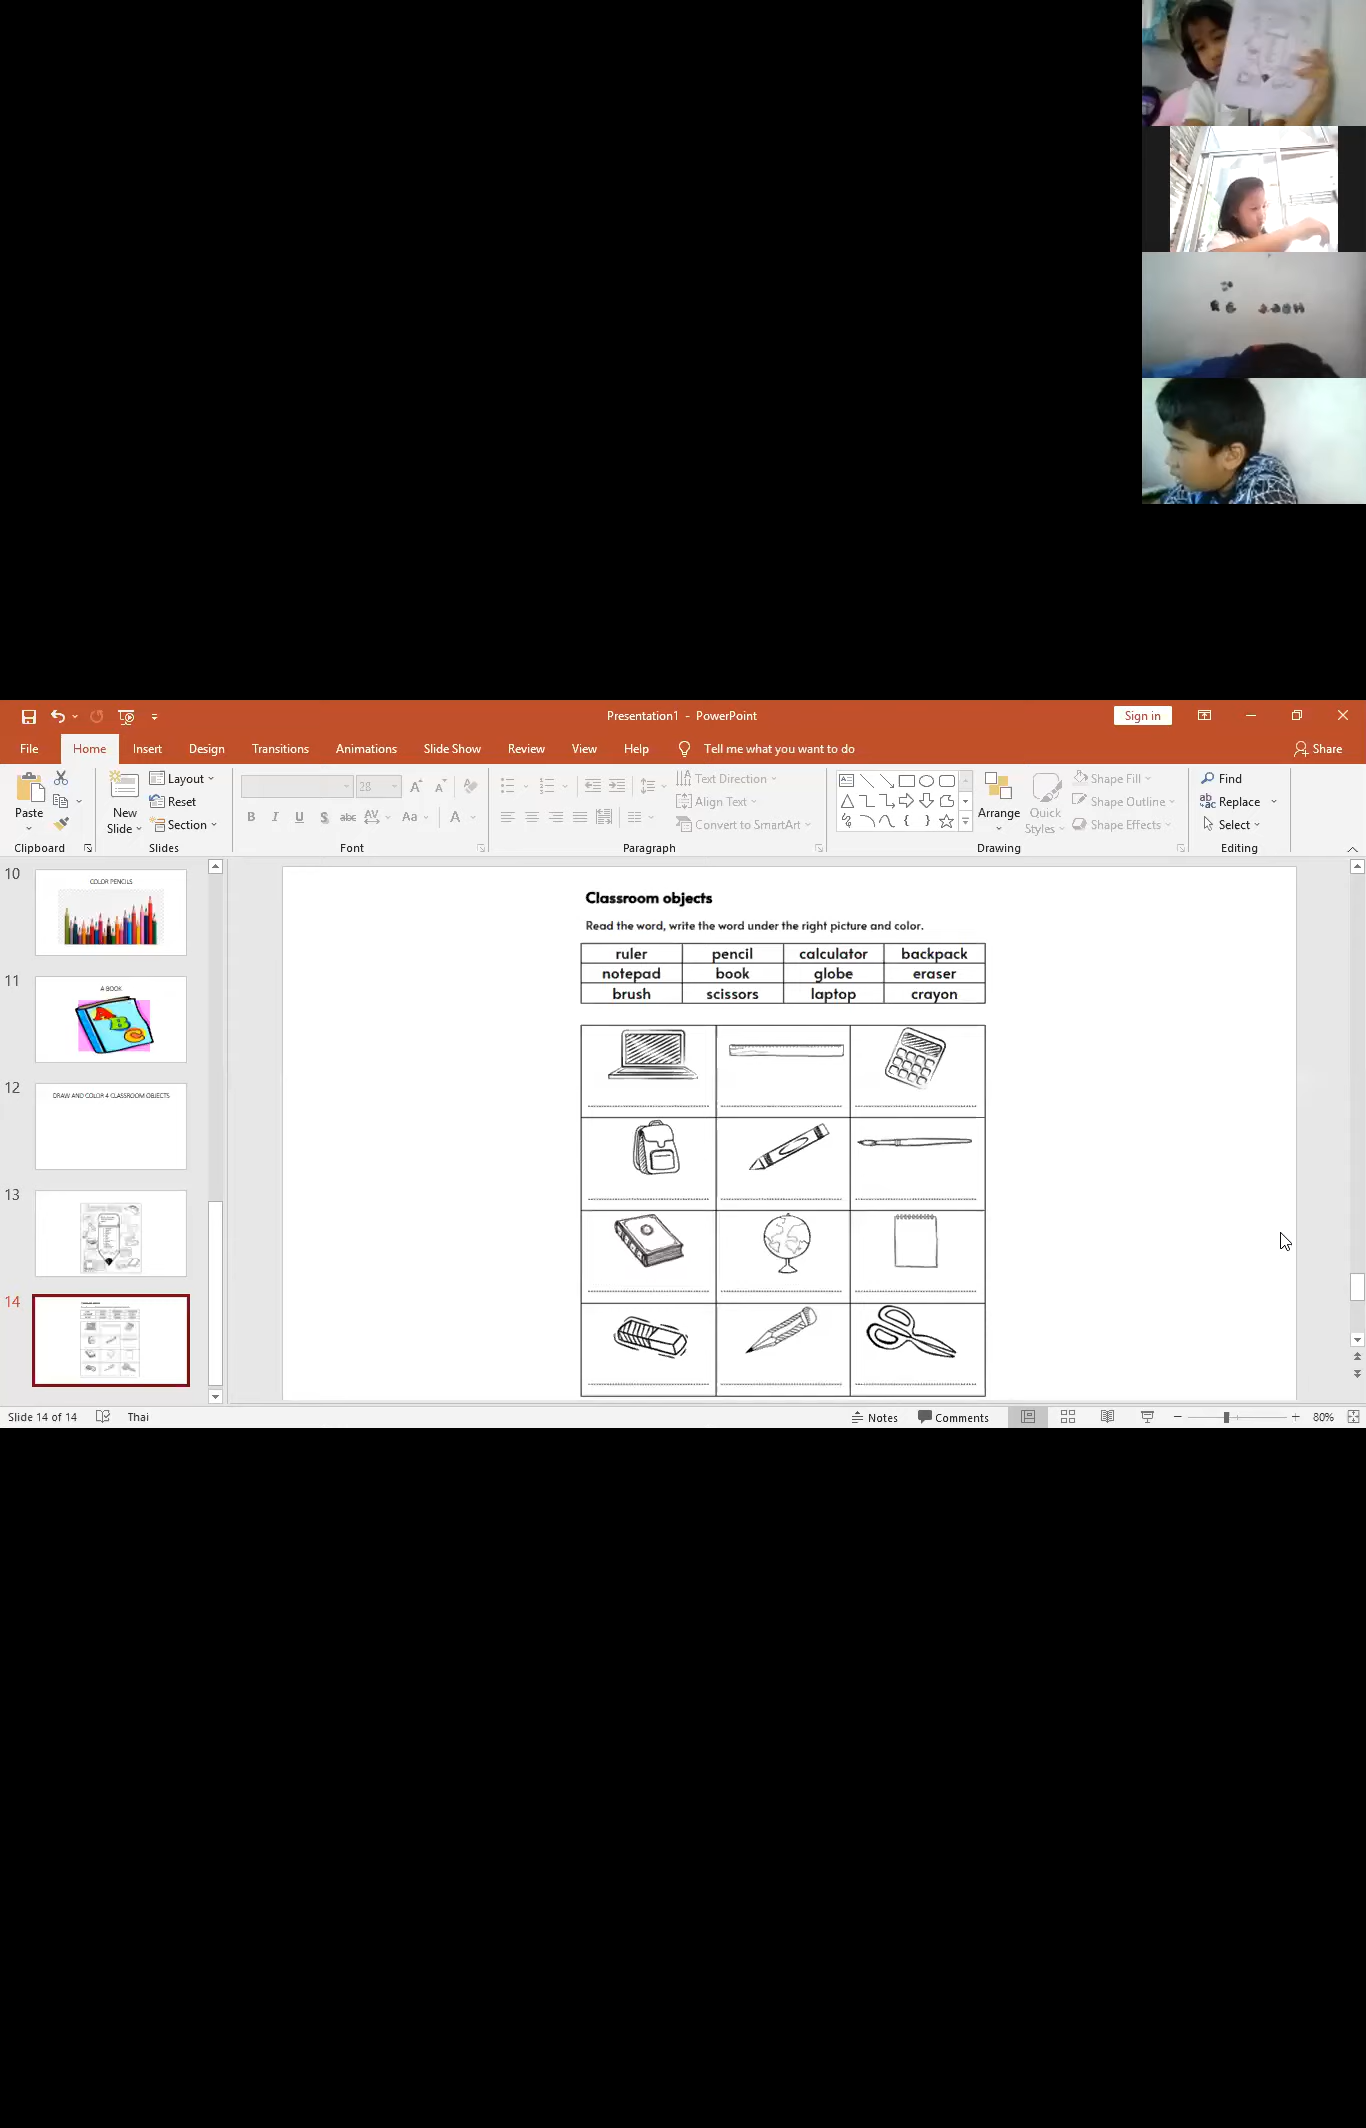 Presentation1 - PowerPoint
Sign in
File Home Insert Design Transitions Animations Slide Show Review View Help Tell me what you want to do Share
Paste
Clipboard
New Slide
Layout
Reset
Section
Slides
28
B I U S abc AV Aa A
Font
Text Direction
Align Text
Convert to SmartArt
Paragraph
Arrange
Quick Styles
Shape Fill
Shape Outline
Shape Effects
Drawing
Find
Replace
Select
Editing
10
COLOR PENCILS
11
A BOOK
ABC
12
DRAW AND COLOR 4 CLASSROOM OBJECTS
13
14
Classroom objects
Read the word, write the word under the right picture and color.
ruler pencil calculator backpack
notepad book globe eraser
brush scissors laptop crayon
Slide 14 of 14 Thai Notes Comments 80%